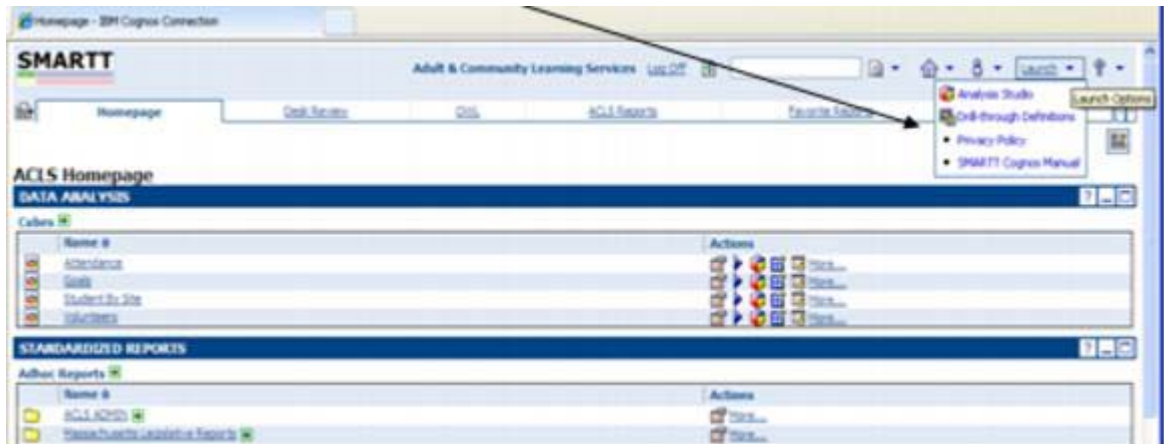 Homepage - IBM Cognos Connection
SMARTT
Adult & Community Learning Services Log Off
Launch
Analysis Studio
Launch Options
Drill-through Definitions
Privacy Policy
SMARTT Cognos Manual
Homepage Desk Review ACLS Reports Favorite Reports
ACLS Homepage
DATA ANALYSIS
Cubes
Name Actions
Attendance More...
Goals More...
Student By Site More...
Volunteers More...
STANDARDIZED REPORTS
Adhoc Reports
Name Actions
ACLS ADMIN More...
Massachusetts Legislative Reports More...